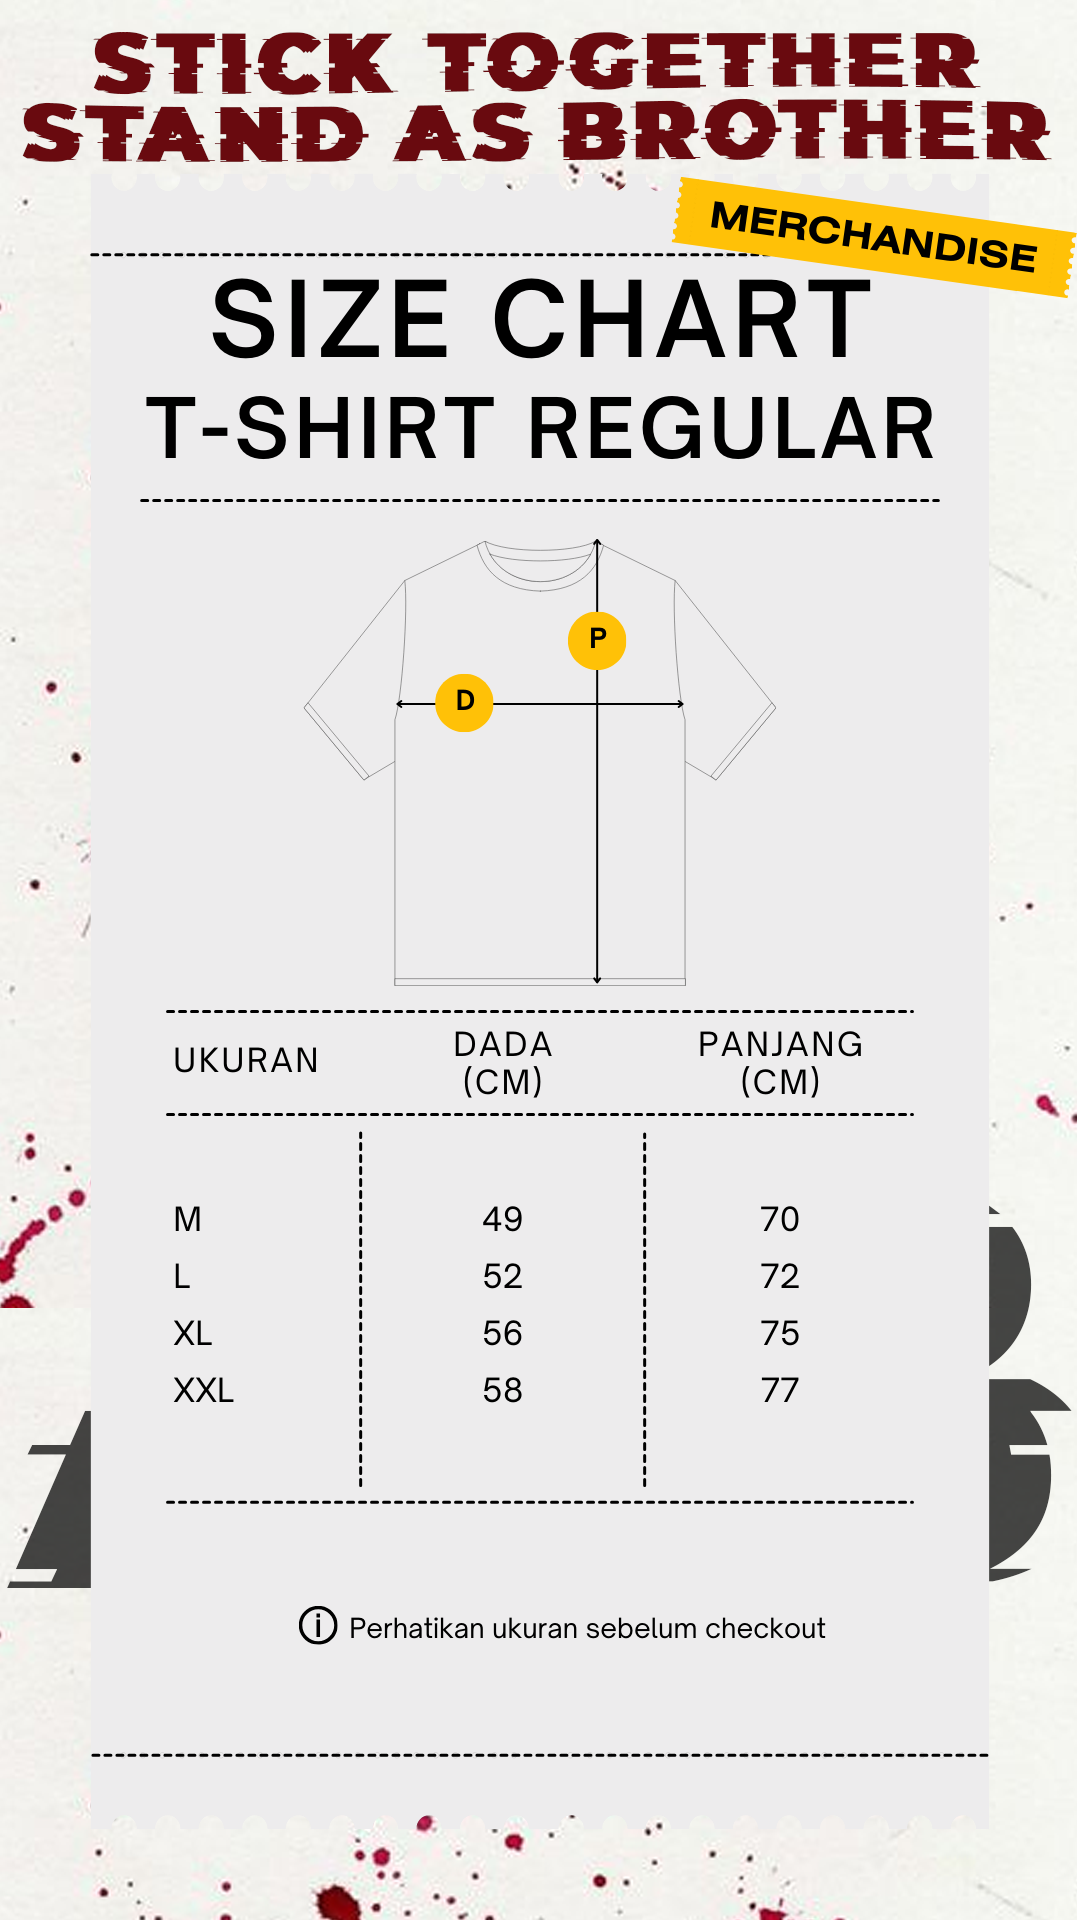 STICK TOGETHER
STAND AS BROTHER
MERCHANDISE
SIZE CHART
T-SHIRT REGULAR
P
D
UKURAN DADA (CM) PANJANG (CM)
M 49 70
L 52 72
XL 56 75
XXL 58 77
i Perhatikan ukuran sebelum checkout